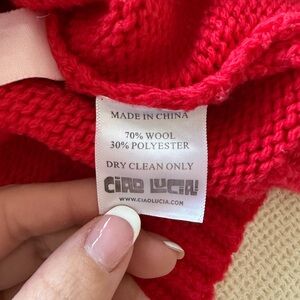 MADE IN CHINA
70% WOOL
30% POLYESTER
DRY CLEAN ONLY
CIAO LUCIA!
WWW.CIAOLUCIA.COM